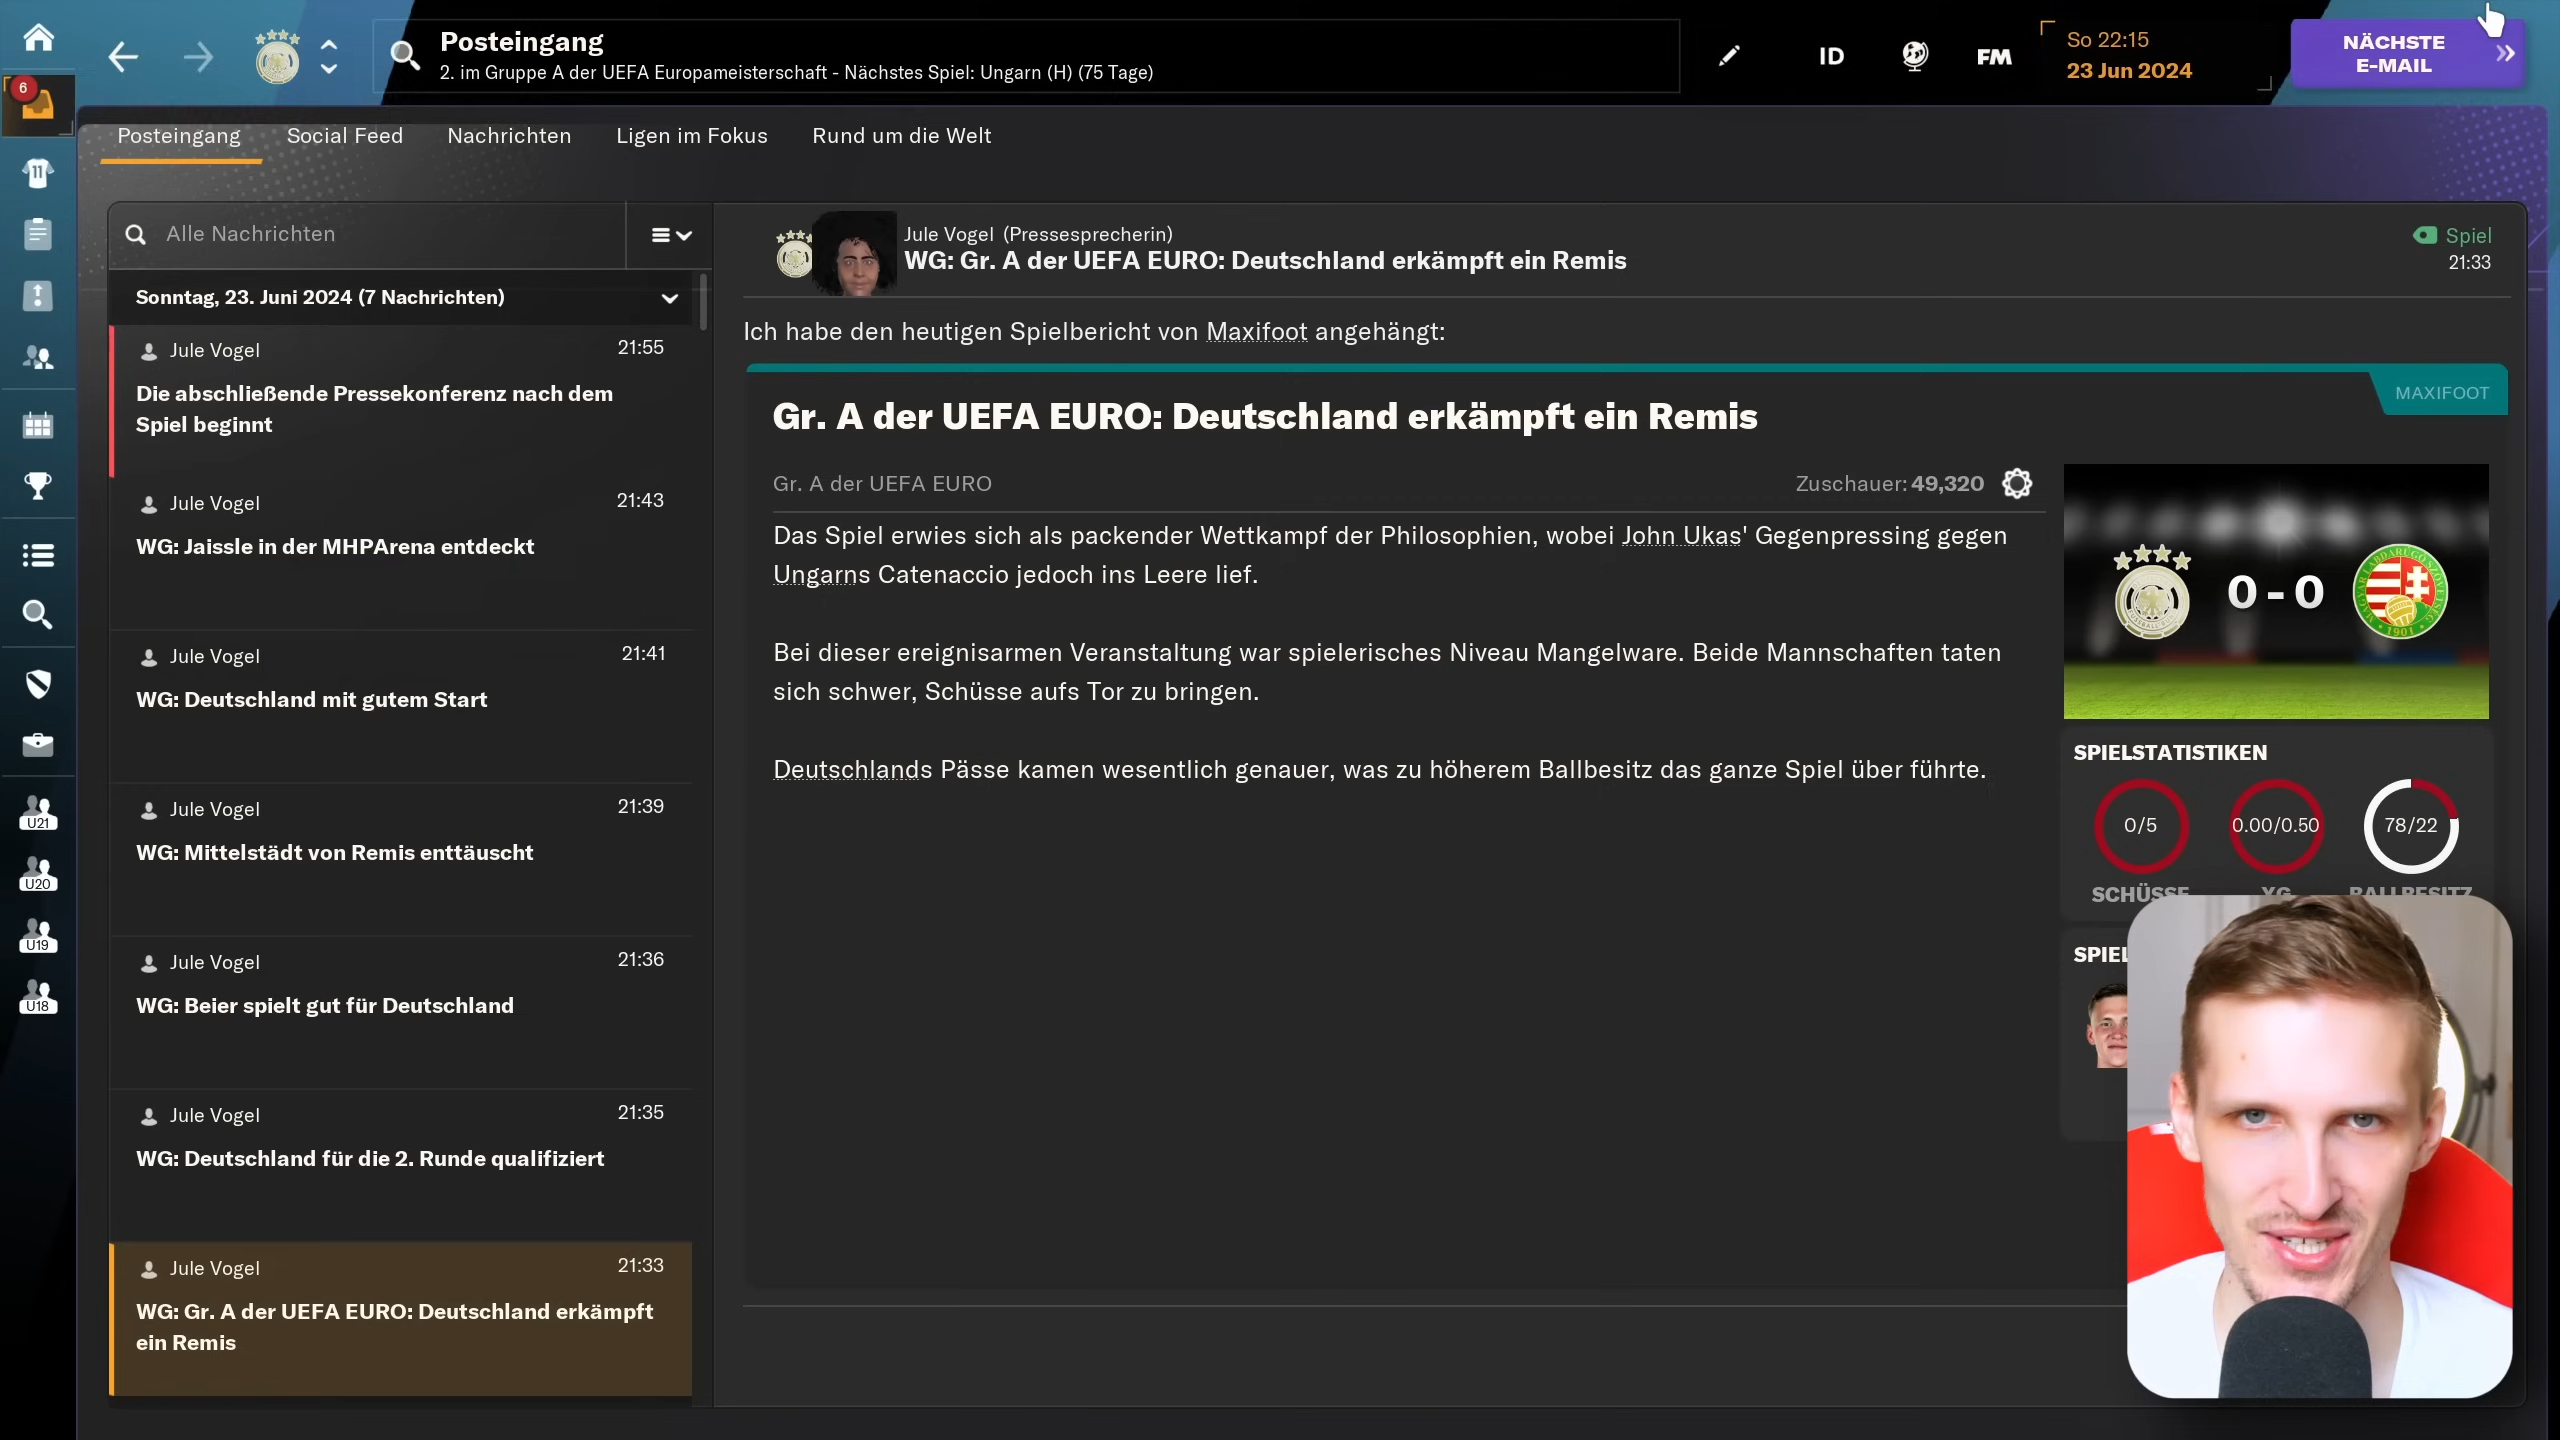 Posteingang
2. im Gruppe A der UEFA Europameisterschaft - Nächstes Spiel: Ungarn (H) (75 Tage)
ID
FM
So 22:15
23 Jun 2024
NÄCHSTE
E-MAIL
6
11
Posteingang
Social Feed
Nachrichten
Ligen im Fokus
Rund um die Welt
Alle Nachrichten
Sonntag, 23. Juni 2024 (7 Nachrichten)
Jule Vogel
21:55
Die abschließende Pressekonferenz nach dem
Spiel beginnt
Jule Vogel
21:43
WG: Jaissle in der MHPArena entdeckt
Jule Vogel
21:41
WG: Deutschland mit gutem Start
Jule Vogel
21:39
WG: Mittelstädt von Remis enttäuscht
Jule Vogel
21:36
WG: Beier spielt gut für Deutschland
Jule Vogel
21:35
WG: Deutschland für die 2. Runde qualifiziert
Jule Vogel
21:33
WG: Gr. A der UEFA EURO: Deutschland erkämpft
ein Remis
U21
U20
U19
U18
Jule Vogel (Pressesprecherin)
WG: Gr. A der UEFA EURO: Deutschland erkämpft ein Remis
Spiel
21:33
Ich habe den heutigen Spielbericht von Maxifoot angehängt:
MAXIFOOT
Gr. A der UEFA EURO: Deutschland erkämpft ein Remis
Gr. A der UEFA EURO
Zuschauer: 49,320
Das Spiel erwies sich als packender Wettkampf der Philosophien, wobei John Ukas' Gegenpressing gegen
Ungarns Catenaccio jedoch ins Leere lief.
Bei dieser ereignisarmen Veranstaltung war spielerisches Niveau Mangelware. Beide Mannschaften taten
sich schwer, Schüsse aufs Tor zu bringen.
Deutschlands Pässe kamen wesentlich genauer, was zu höherem Ballbesitz das ganze Spiel über führte.
0 - 0
1901
SPIELSTATISTIKEN
0/5
0.00/0.50
78/22
SCHÜSSE
XG
BALLBESITZ
SPIEL